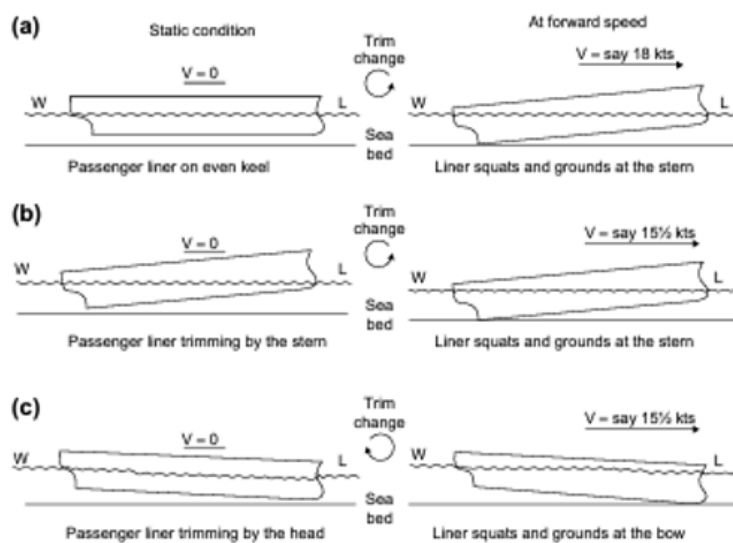 (a)
Static condition
At forward speed
V = 0
Trim
change
V = say 18 kts
W
L
W
L
Sea
bed
Passenger liner on even keel
Liner squats and grounds at the stern
(b)
V = 0
Trim
change
V = say 15½ kts
W
L
W
L
Sea
bed
Passenger liner trimming by the stern
Liner squats and grounds at the stern
(c)
V = 0
Trim
change
V = say 15½ kts
W
L
W
L
Sea
bed
Passenger liner trimming by the head
Liner squats and grounds at the bow